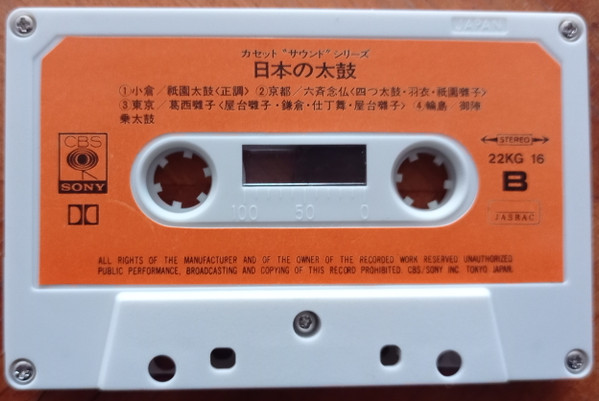 JAPAN
カセット"サウンド"シリーズ
日本の太鼓
①小倉／祇園太鼓<正調> ②京都／六斉念仏<四つ太鼓・羽衣・祇園囃子>
③東京／葛西囃子<屋台囃子・鎌倉・仕丁舞・屋台囃子> ④輪島 御陣
乗太鼓
CBS
SONY
STEREO
22KG 16
B
JASRAC
100 50 0
ALL RIGHTS OF THE MANUFACTURER AND OF THE OWNER OF THE RECORDED WORK RESERVED. UNAUTHORIZED
PUBLIC PERFORMANCE, BROADCASTING AND COPYING OF THIS RECORD PROHIBITED. CBS/SONY INC. TOKYO JAPAN.